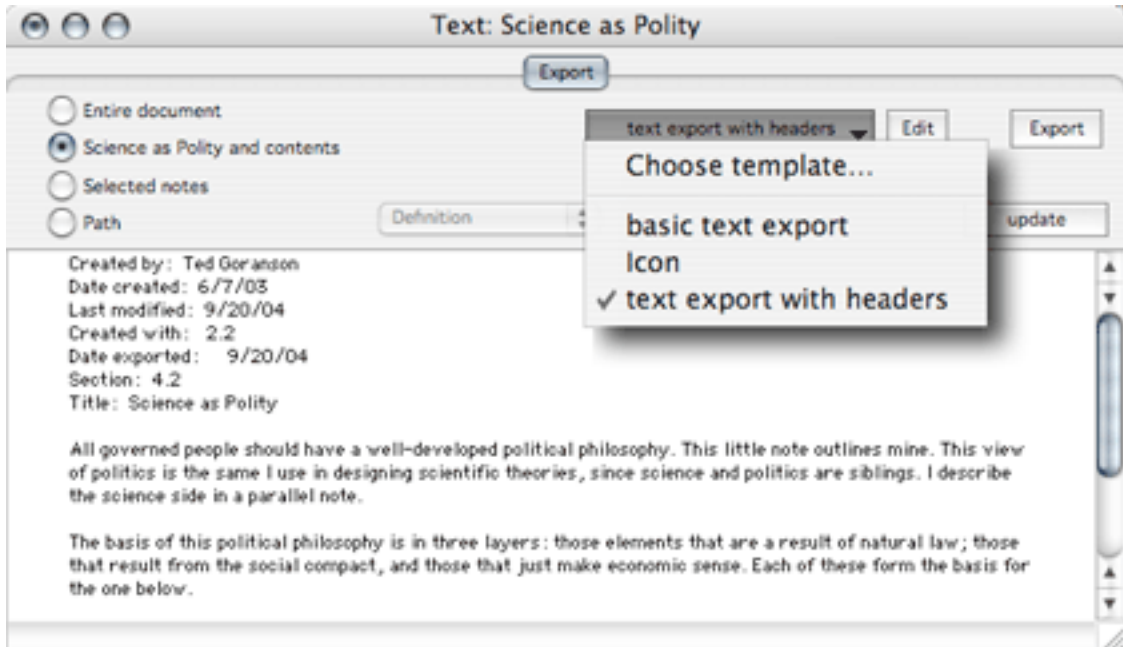 Text: Science as Polity
Export
Entire document
text export with headers
Edit
Export
Science as Polity and contents
Choose template...
Selected notes
Path
Definition
basic text export
update
Icon
✓ text export with headers
Created by: Ted Goranson
Date created: 6/7/03
Last modified: 9/20/04
Created with: 2.2
Date exported: 9/20/04
Section: 4.2
Title: Science as Polity
All governed people should have a well-developed political philosophy. This little note outlines mine. This view
of politics is the same I use in designing scientific theories, since science and politics are siblings. I describe
the science side in a parallel note.
The basis of this political philosophy is in three layers: those elements that are a result of natural law; those
that result from the social compact, and those that just make economic sense. Each of these form the basis for
the one below.